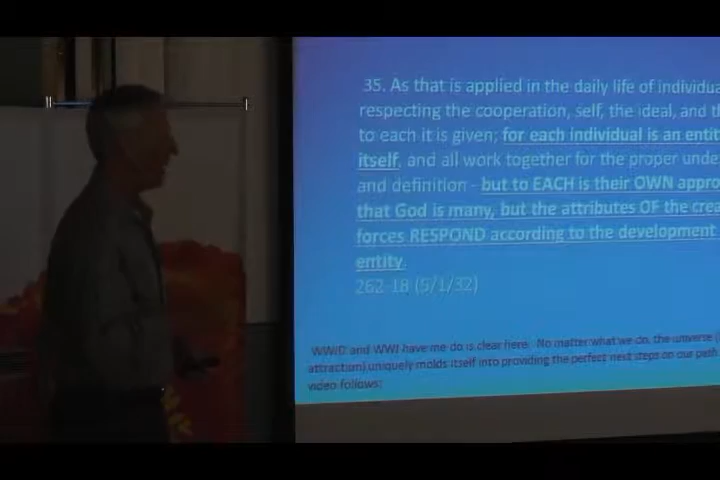 35. As that is applied in the daily life of individua
respecting the cooperation, self, the ideal, and th
to each it is given; for each individual is an entit
itself, and all work together for the proper unde
and definition - but to EACH is their OWN appro
that God is many, but the attributes OF the crea
forces RESPOND according to the development
entity.
262-18 (5/1/32)
and WWI have me do is clear here. No matter what we do, the universe (
attraction) uniquely molds itself into providing the perfect next steps on our path
video follows: